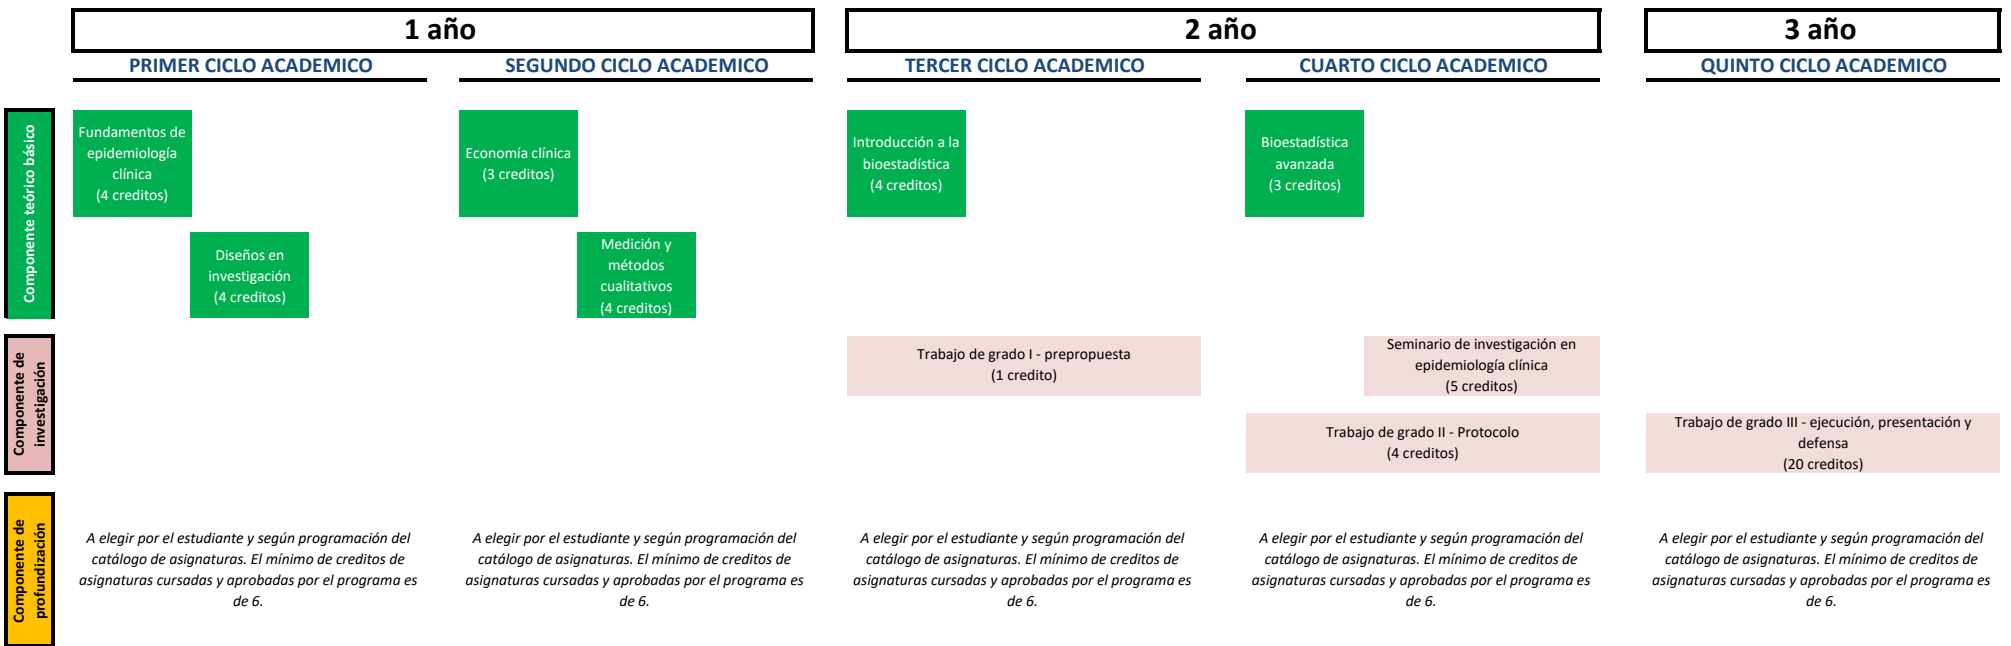 1 año
2 año
3 año
PRIMER CICLO ACADEMICO
SEGUNDO CICLO ACADEMICO
TERCER CICLO ACADEMICO
CUARTO CICLO ACADEMICO
QUINTO CICLO ACADEMICO
Componente teórico básico
Fundamentos de
epidemiología
clínica
(4 creditos)
Economía clínica
(3 creditos)
Introducción a la
bioestadística
(4 creditos)
Bioestadística
avanzada
(3 creditos)
Diseños en
investigación
(4 creditos)
Medición y
métodos
cualitativos
(4 creditos)
Componente de
investigación
Trabajo de grado I - prepropuesta
(1 credito)
Seminario de investigación en
epidemiología clínica
(5 creditos)
Trabajo de grado II - Protocolo
(4 creditos)
Trabajo de grado III - ejecución, presentación y
defensa
(20 creditos)
Componente de
profundización
A elegir por el estudiante y según programación del
catálogo de asignaturas. El mínimo de creditos de
asignaturas cursadas y aprobadas por el programa es
de 6.
A elegir por el estudiante y según programación del
catálogo de asignaturas. El mínimo de creditos de
asignaturas cursadas y aprobadas por el programa es
de 6.
A elegir por el estudiante y según programación del
catálogo de asignaturas. El mínimo de creditos de
asignaturas cursadas y aprobadas por el programa es
de 6.
A elegir por el estudiante y según programación del
catálogo de asignaturas. El mínimo de creditos de
asignaturas cursadas y aprobadas por el programa es
de 6.
A elegir por el estudiante y según programación del
catálogo de asignaturas. El mínimo de creditos de
asignaturas cursadas y aprobadas por el programa es
de 6.